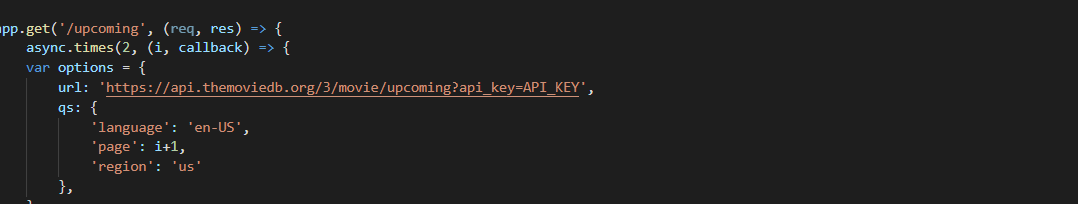 app.get('/upcoming', (req, res) => {
    async.times(2, (i, callback) => {
    var options = {
        url: 'https://api.themoviedb.org/3/movie/upcoming?api_key=API_KEY',
        qs: {
            'language': 'en-US',
            'page': i+1,
            'region': 'us'
        },